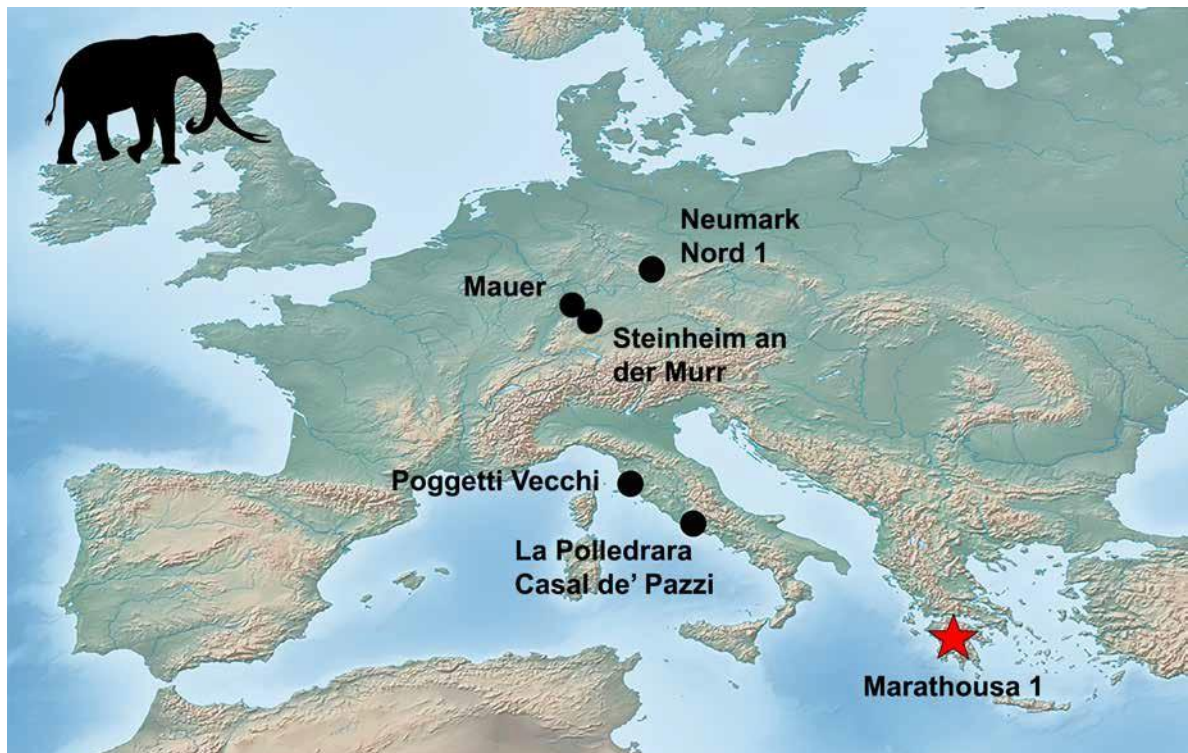 Neumark
Nord 1
Mauer
Steinheim an
der Murr
Poggetti Vecchi
La Polledrara
Casal de’ Pazzi
Marathousa 1